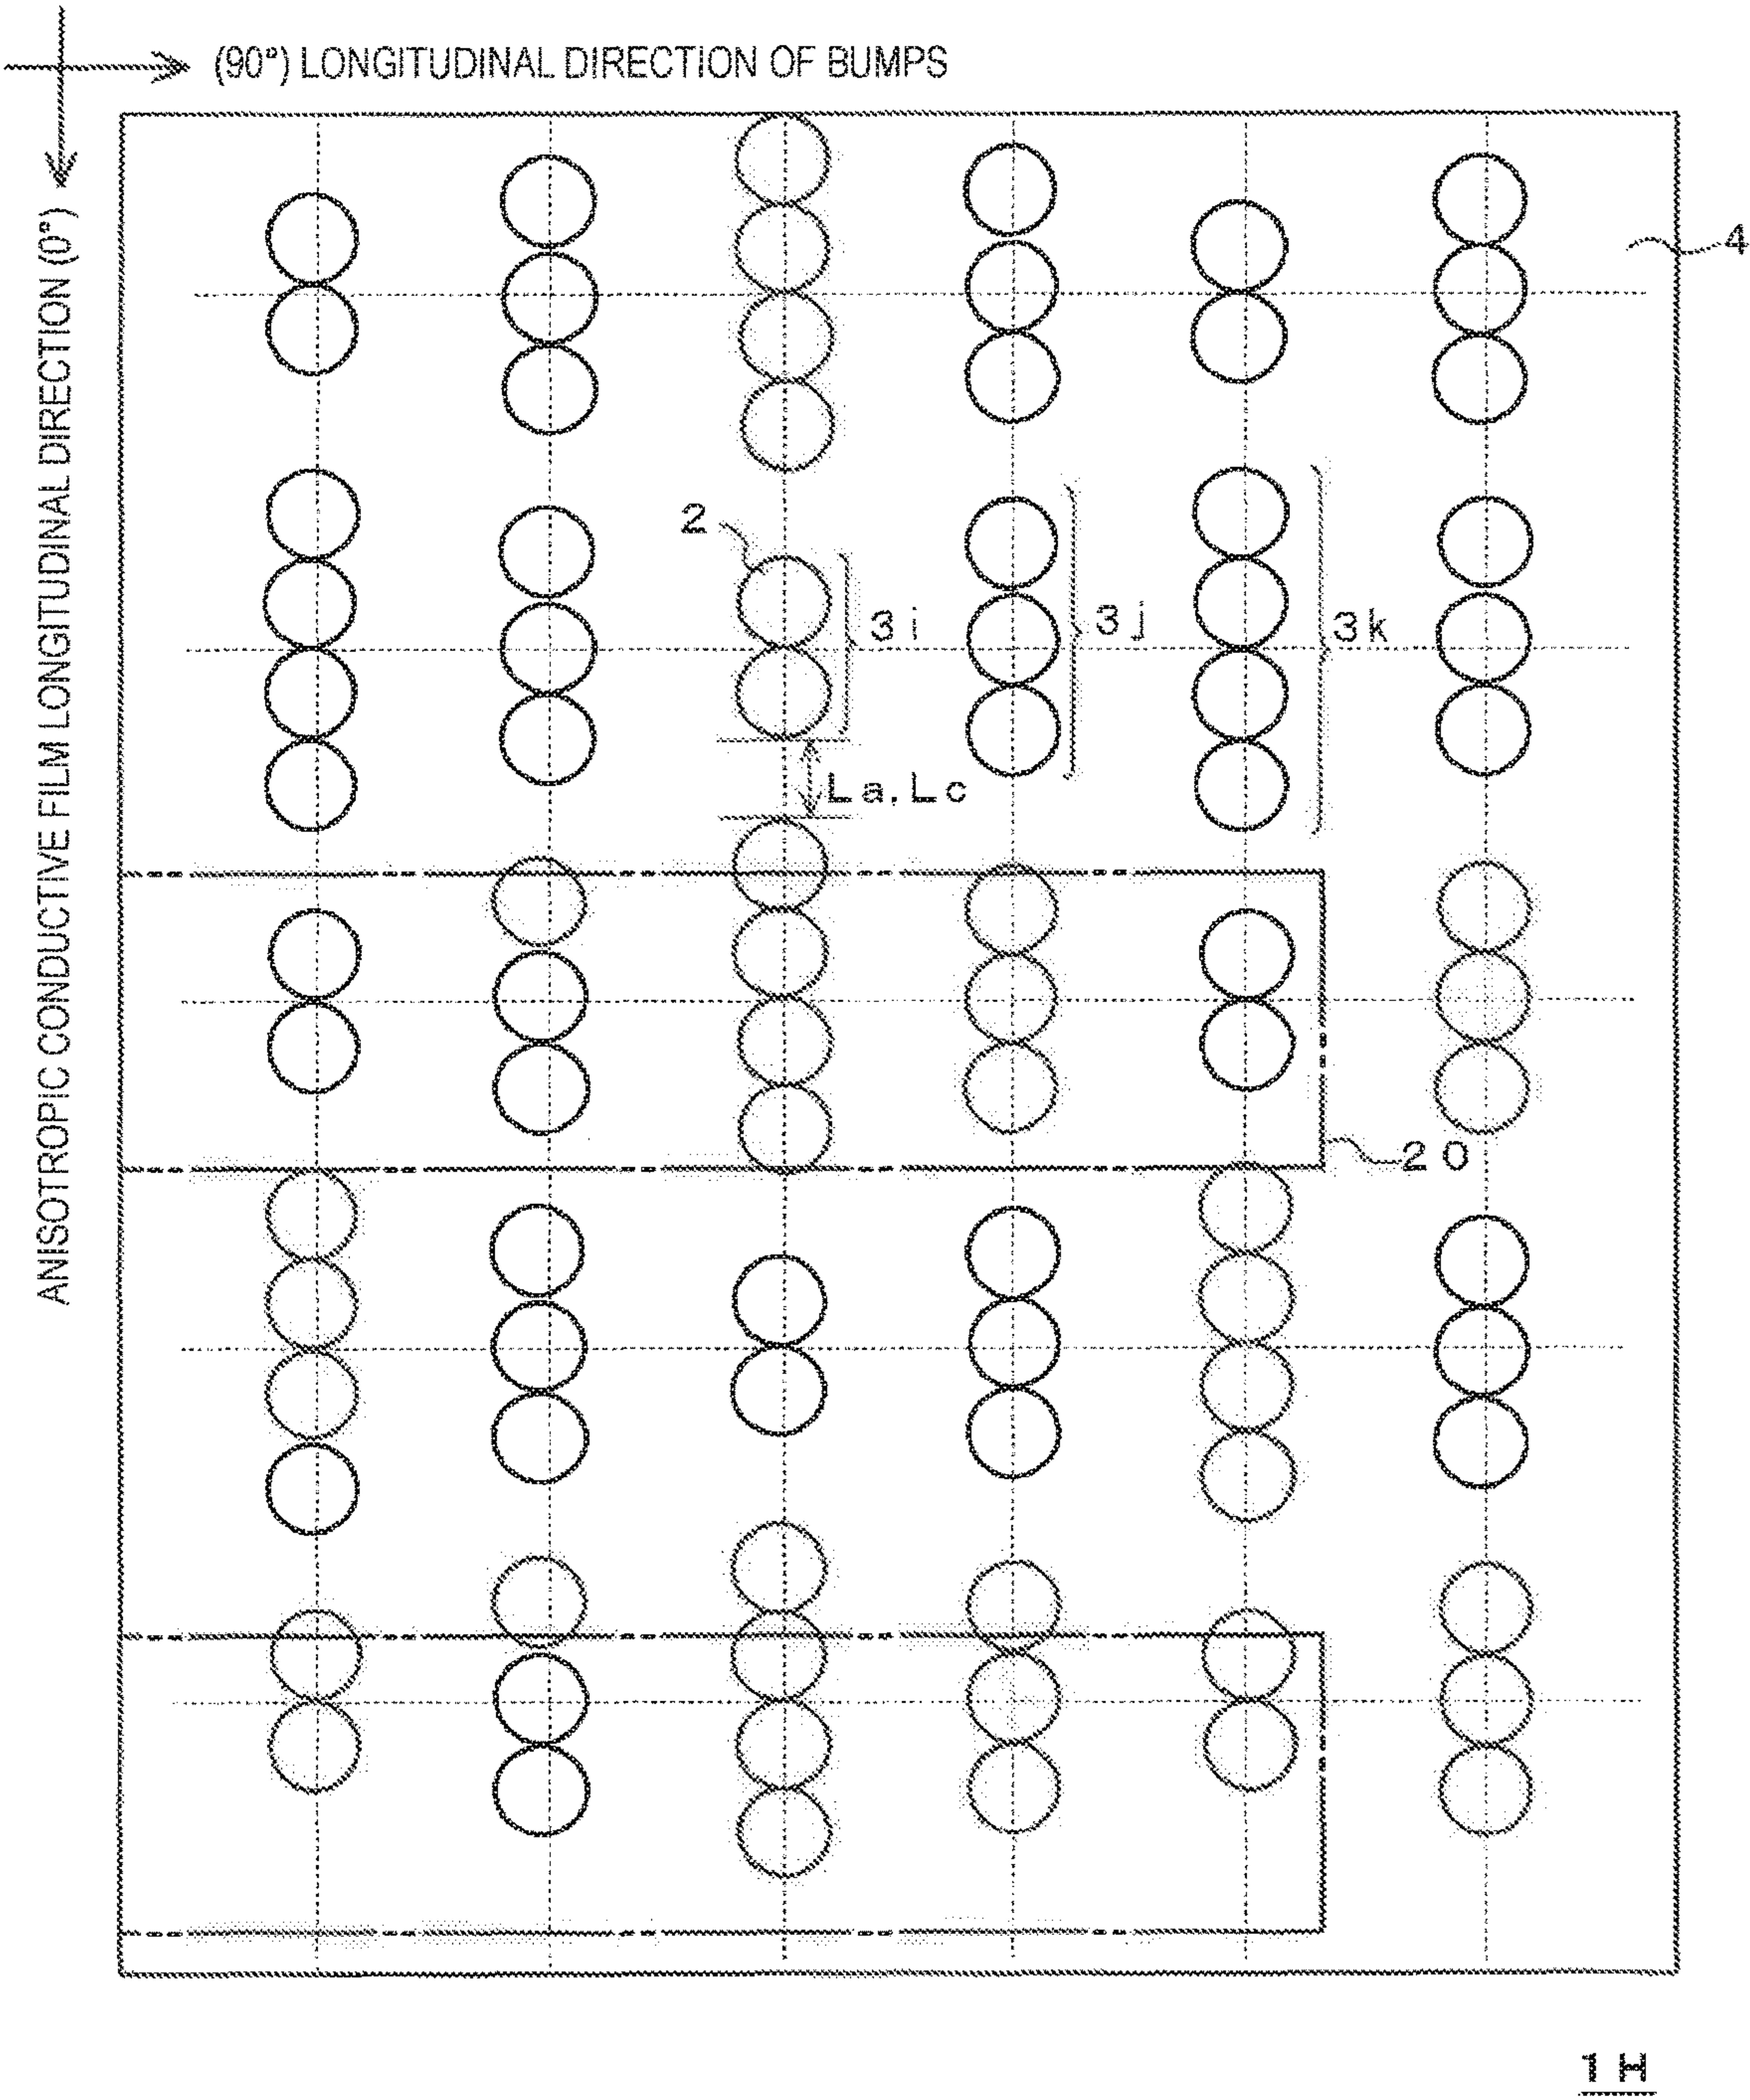 (90°) LONGITUDINAL DIRECTION OF BUMPS
ANISOTROPIC CONDUCTIVE FILM LONGITUDINAL DIRECTION (0°)
4
2
3i
3j
3k
La.Lc
20
1H